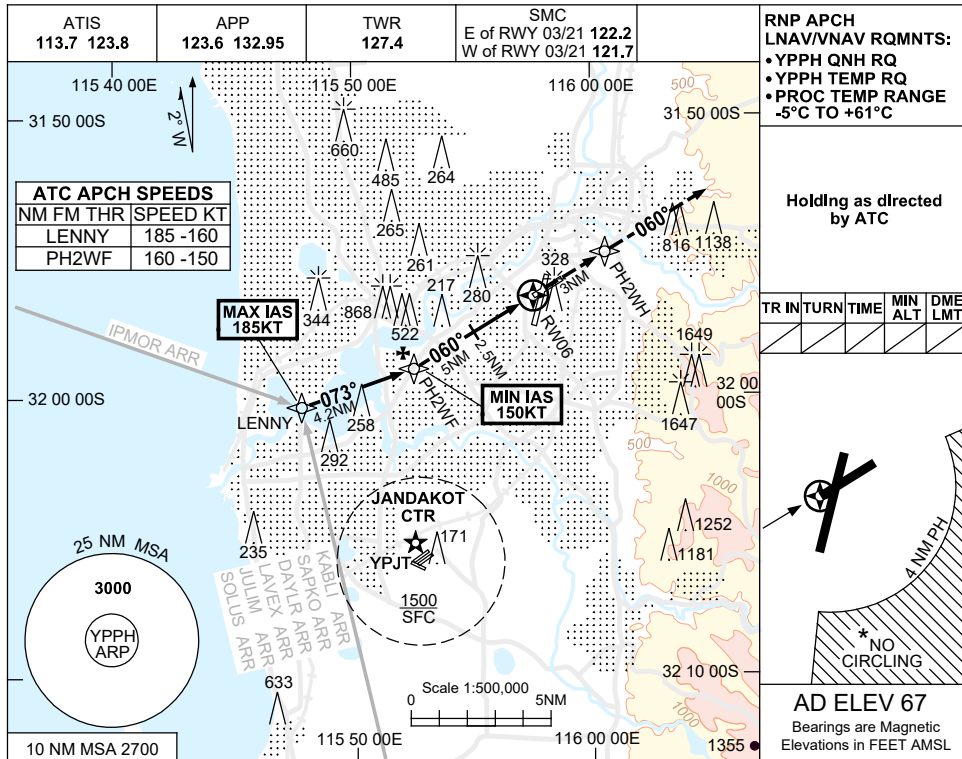 ATIS
113.7 123.8
APP
123.6 132.95
TWR
127.4
SMC
E of RWY 03/21 122.2
W of RWY 03/21 121.7
RNP APCH
LNAV/VNAV RQMNTS:
•YPPH QNH RQ
•YPPH TEMP RQ
•PROC TEMP RANGE
-5°C TO +61°C
Holding as directed
by ATC
TR IN
TURN
TIME
MIN
ALT
DME
LMT
115 40 00E
115 50 00E
116 00 00E
500
31 50 00S
31 50 00S
2° W
660
485
264
265
261
ATC APCH SPEEDS
NM FM THR SPEED KT
LENNY 185 -160
PH2WF 160 -150
816
1138
060°
PH2WH
328
3NM
280
217
RW06
344
868
522
MAX IAS
185KT
IPMOR ARR
060°
5NM
2.5NM
1649
32 00 00S
32 00
00S
073°
4.2NM
PH2WF
MIN IAS
150KT
LENNY
258
292
1647
500
1000
JANDAKOT
CTR
171
YPJT
1500
SFC
235
1252
1181
25 NM MSA
3000
YPPH
ARP
KABLI ARR
SAPKO ARR
DAYLR ARR
LAVEX ARR
JULIM ARR
SOLUS ARR
4 NM PH
*NO
CIRCLING
633
Scale 1:500,000
0
5NM
32 10 00S
1000
10 NM MSA 2700
115 50 00E
116 00 00E
1355
AD ELEV 67
Bearings are Magnetic
Elevations in FEET AMSL